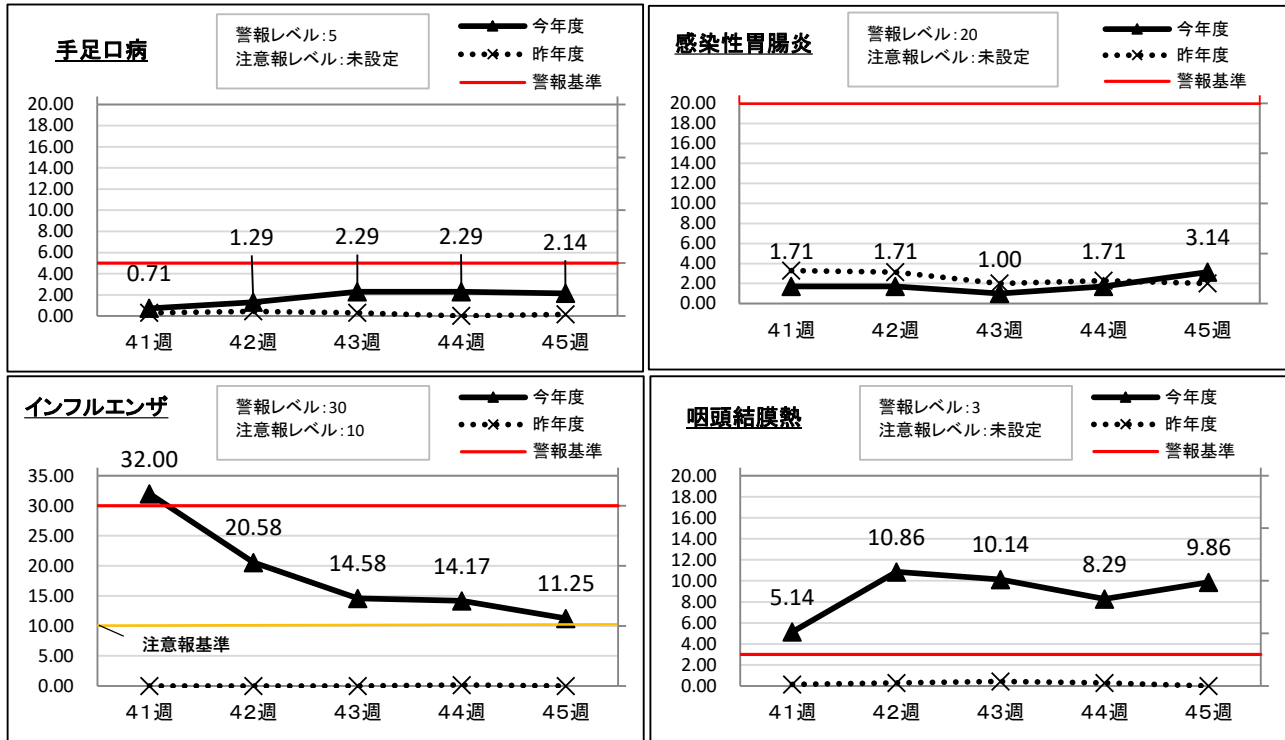 手足口病
警報レベル:5
注意報レベル:未設定
今年度
昨年度
警報基準
20.00
18.00
16.00
14.00
12.00
10.00
8.00
6.00
4.00
2.00
0.00
0.71
1.29
2.29
2.29
2.14
41週
42週
43週
44週
45週
感染性胃腸炎
警報レベル:20
注意報レベル:未設定
今年度
昨年度
警報基準
20.00
18.00
16.00
14.00
12.00
10.00
8.00
6.00
4.00
2.00
0.00
1.71
1.71
1.00
1.71
3.14
41週
42週
43週
44週
45週
インフルエンザ
警報レベル:30
注意報レベル:10
今年度
昨年度
警報基準
35.00
30.00
25.00
20.00
15.00
10.00
5.00
0.00
32.00
20.58
14.58
14.17
11.25
注意報基準
41週
42週
43週
44週
45週
咽頭結膜熱
警報レベル:3
注意報レベル:未設定
今年度
昨年度
警報基準
20.00
18.00
16.00
14.00
12.00
10.00
8.00
6.00
4.00
2.00
0.00
5.14
10.86
10.14
8.29
9.86
41週
42週
43週
44週
45週